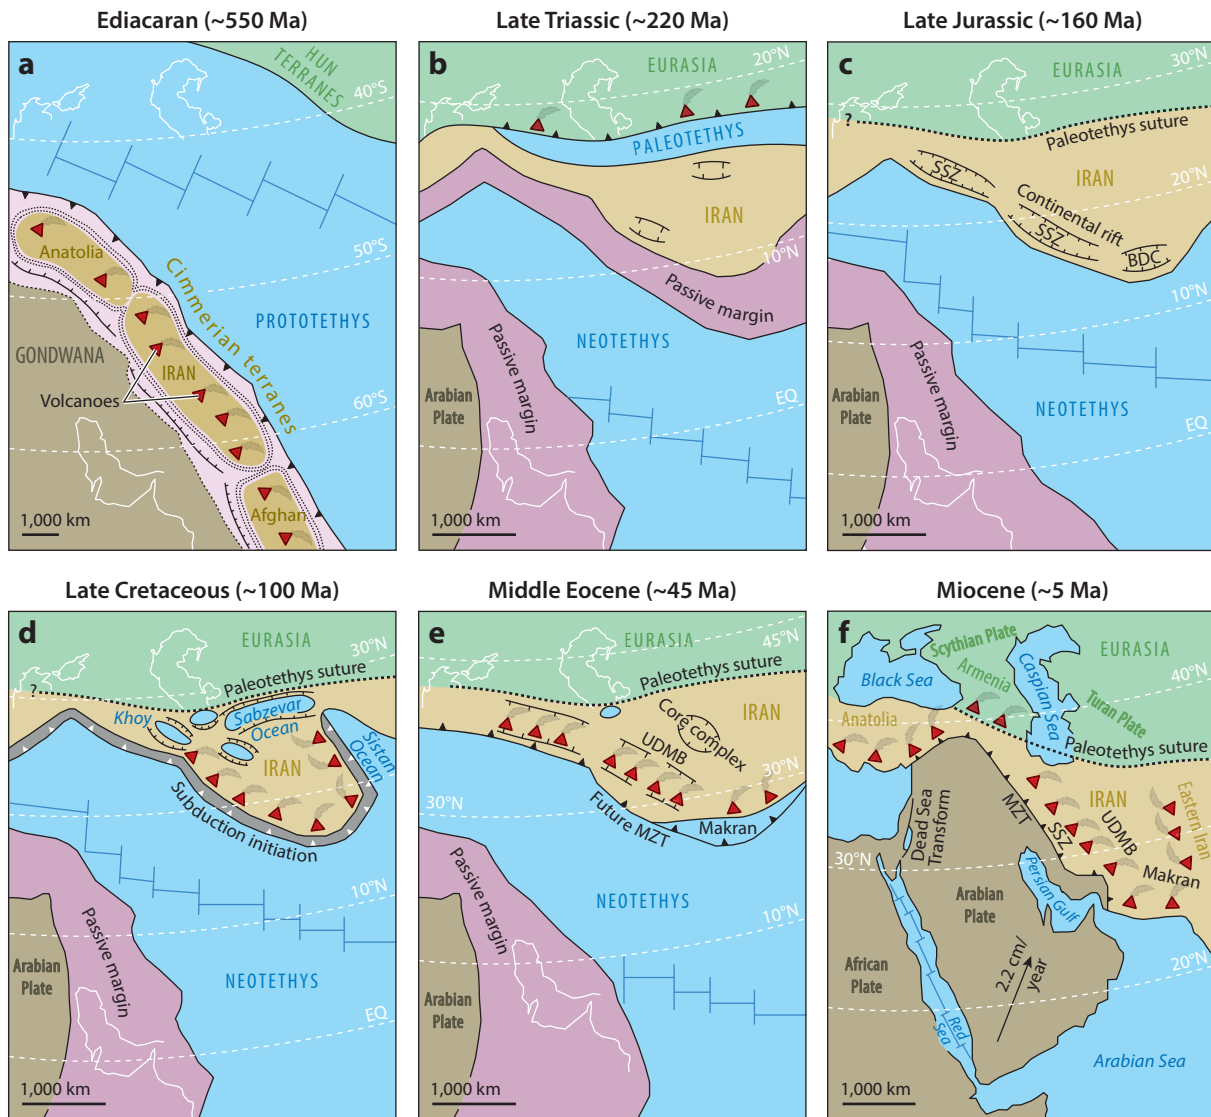 Ediacaran (~550 Ma)
a
HUN
TERRANES
40°S
50°S
Anatolia
Cimmerian terranes
PROTOTETHYS
GONDWANA
IRAN
Volcanoes
60°S
Afghan
1,000 km
Late Triassic (~220 Ma)
b
EURASIA
20°N
PALEOTETHYS
IRAN
10°N
Passive margin
NEOTETHYS
Passive margin
Arabian
Plate
EQ
1,000 km
Late Jurassic (~160 Ma)
c
30°N
EURASIA
?
Paleotethys suture
SSZ
IRAN
20°N
Continental rift
SSZ
BDC
10°N
Passive margin
Arabian
Plate
NEOTETHYS
EQ
1,000 km
Late Cretaceous (~100 Ma)
d
EURASIA
30°N
Paleotethys suture
?
Khoy
Sabzevar
Ocean
Sistan
Ocean
IRAN
Subduction initiation
10°N
Passive margin
Arabian
Plate
NEOTETHYS
EQ
1,000 km
Middle Eocene (~45 Ma)
e
EURASIA
45°N
Paleotethys suture
IRAN
Core complex
UDMB
30°N
30°N
Future MZT
Makran
Passive margin
NEOTETHYS
10°N
Arabian
Plate
1,000 km
Miocene (~5 Ma)
f
Scythian Plate
EURASIA
Black Sea
Armenia
Caspian Sea
40°N
Turan Plate
Anatolia
Paleotethys suture
MZT
IRAN
SSZ
UDMB
Eastern Iran
Dead Sea
Transform
30°N
Persian Gulf
Makran
Arabian
Plate
African
Plate
2.2 cm/
year
20°N
Red
Sea
Arabian Sea
1,000 km